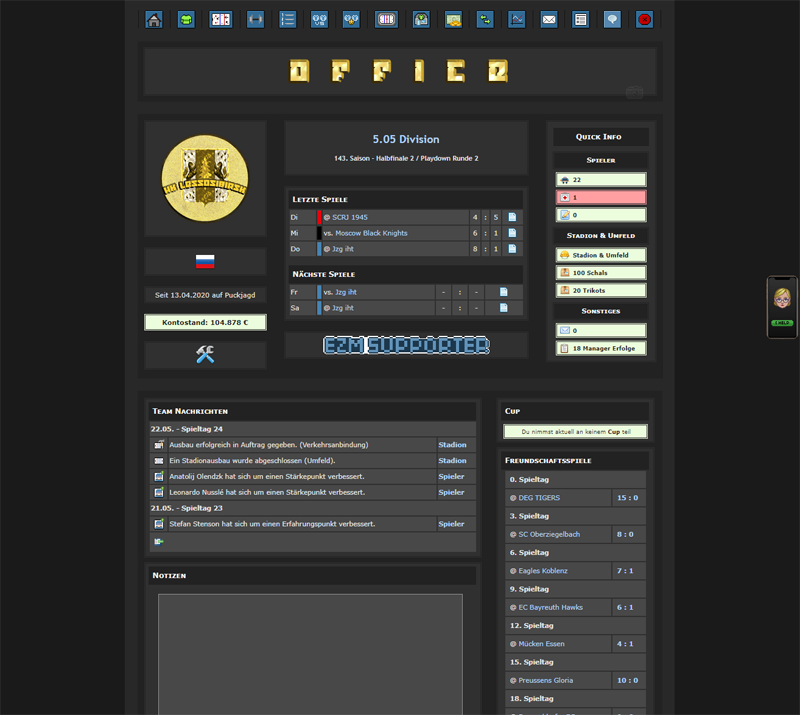 OFFICE
HK LESSOSIBIRSK
Seit 13.04.2020 auf Puckjagd
Kontostand: 104.878 €
5.05 Division
143. Saison - Halbfinale 2 / Playdown Runde 2
Letzte Spiele
Di @ SCRJ 1945 4 : 5
Mi vs. Moscow Black Knights 6 : 1
Do @ Jzg iht 8 : 1
Nächste Spiele
Fr vs. Jzg iht - : -
Sa @ Jzg iht - : -
EZM SUPPORTER
Quick Info
Spieler
22
1
0
Stadion & Umfeld
Stadion & Umfeld
100 Schals
20 Trikots
Sonstiges
0
18 Manager Erfolge
HELP
Team Nachrichten
22.05. - Spieltag 24
Ausbau erfolgreich in Auftrag gegeben. (Verkehrsanbindung) Stadion
Ein Stadionausbau wurde abgeschlossen (Umfeld). Stadion
Anatolij Olendzk hat sich um einen Stärkepunkt verbessert. Spieler
Leonardo Nusslé hat sich um einen Stärkepunkt verbessert. Spieler
21.05. - Spieltag 23
Stefan Stenson hat sich um einen Erfahrungspunkt verbessert. Spieler
Notizen
Cup
Du nimmst aktuell an keinem Cup teil
Freundschaftsspiele
0. Spieltag
@ DEG TIGERS 15 : 0
3. Spieltag
@ SC Oberziegelbach 8 : 0
6. Spieltag
@ Eagles Koblenz 7 : 1
9. Spieltag
@ EC Bayreuth Hawks 6 : 1
12. Spieltag
@ Mücken Essen 4 : 1
15. Spieltag
@ Preussens Gloria 10 : 0
18. Spieltag